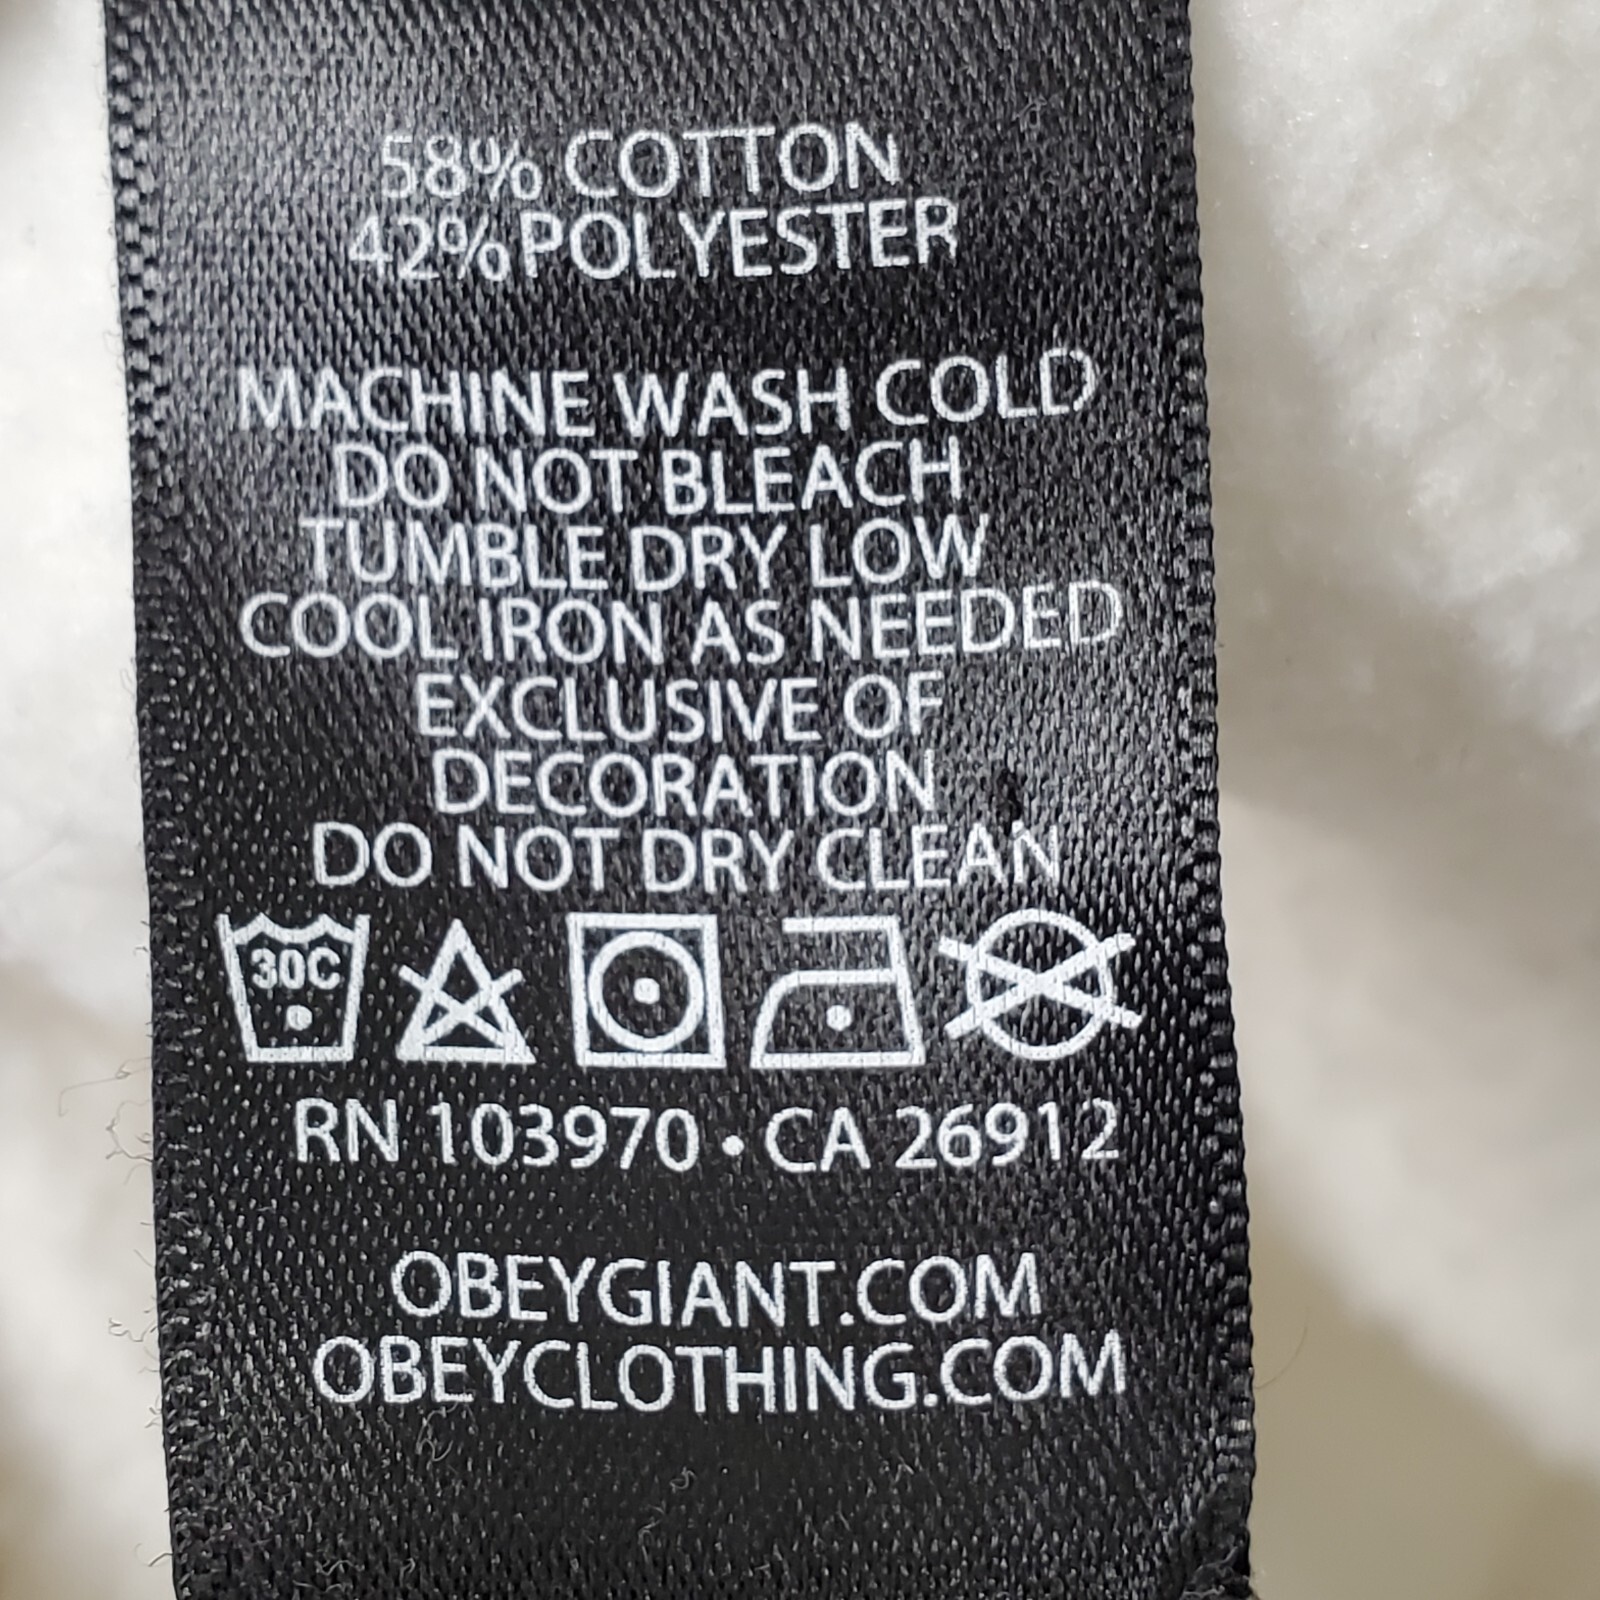 58% COTTON
42% POLYESTER
MACHINE WASH COLD
DO NOT BLEACH
TUMBLE DRY LOW
COOL IRON AS NEEDED
EXCLUSIVE OF
DECORATION
DO NOT DRY CLEAN
30C
RN 103970 • CA 26912
OBEYGIANT.COM
OBEYCLOTHING.COM